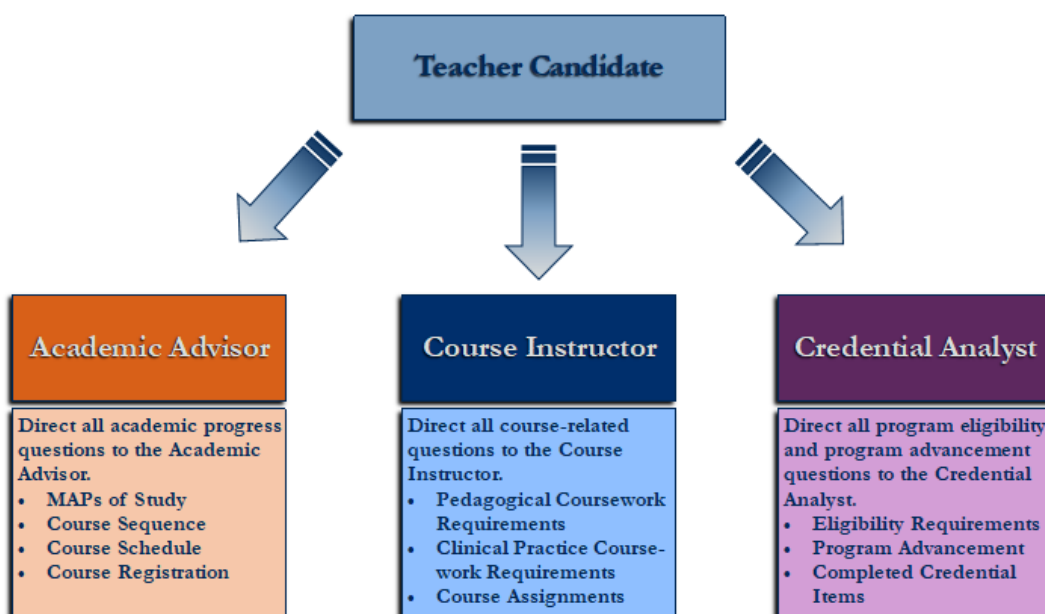 Teacher Candidate
Academic Advisor
Direct all academic progress
questions to the Academic
Advisor.
• MAPs of Study
• Course Sequence
• Course Schedule
• Course Registration
Course Instructor
Direct all course-related
questions to the Course
Instructor.
• Pedagogical Coursework
Requirements
• Clinical Practice Course-
work Requirements
• Course Assignments
Credential Analyst
Direct all program eligibility
and program advancement
questions to the Credential
Analyst.
• Eligibility Requirements
• Program Advancement
• Completed Credential
Items